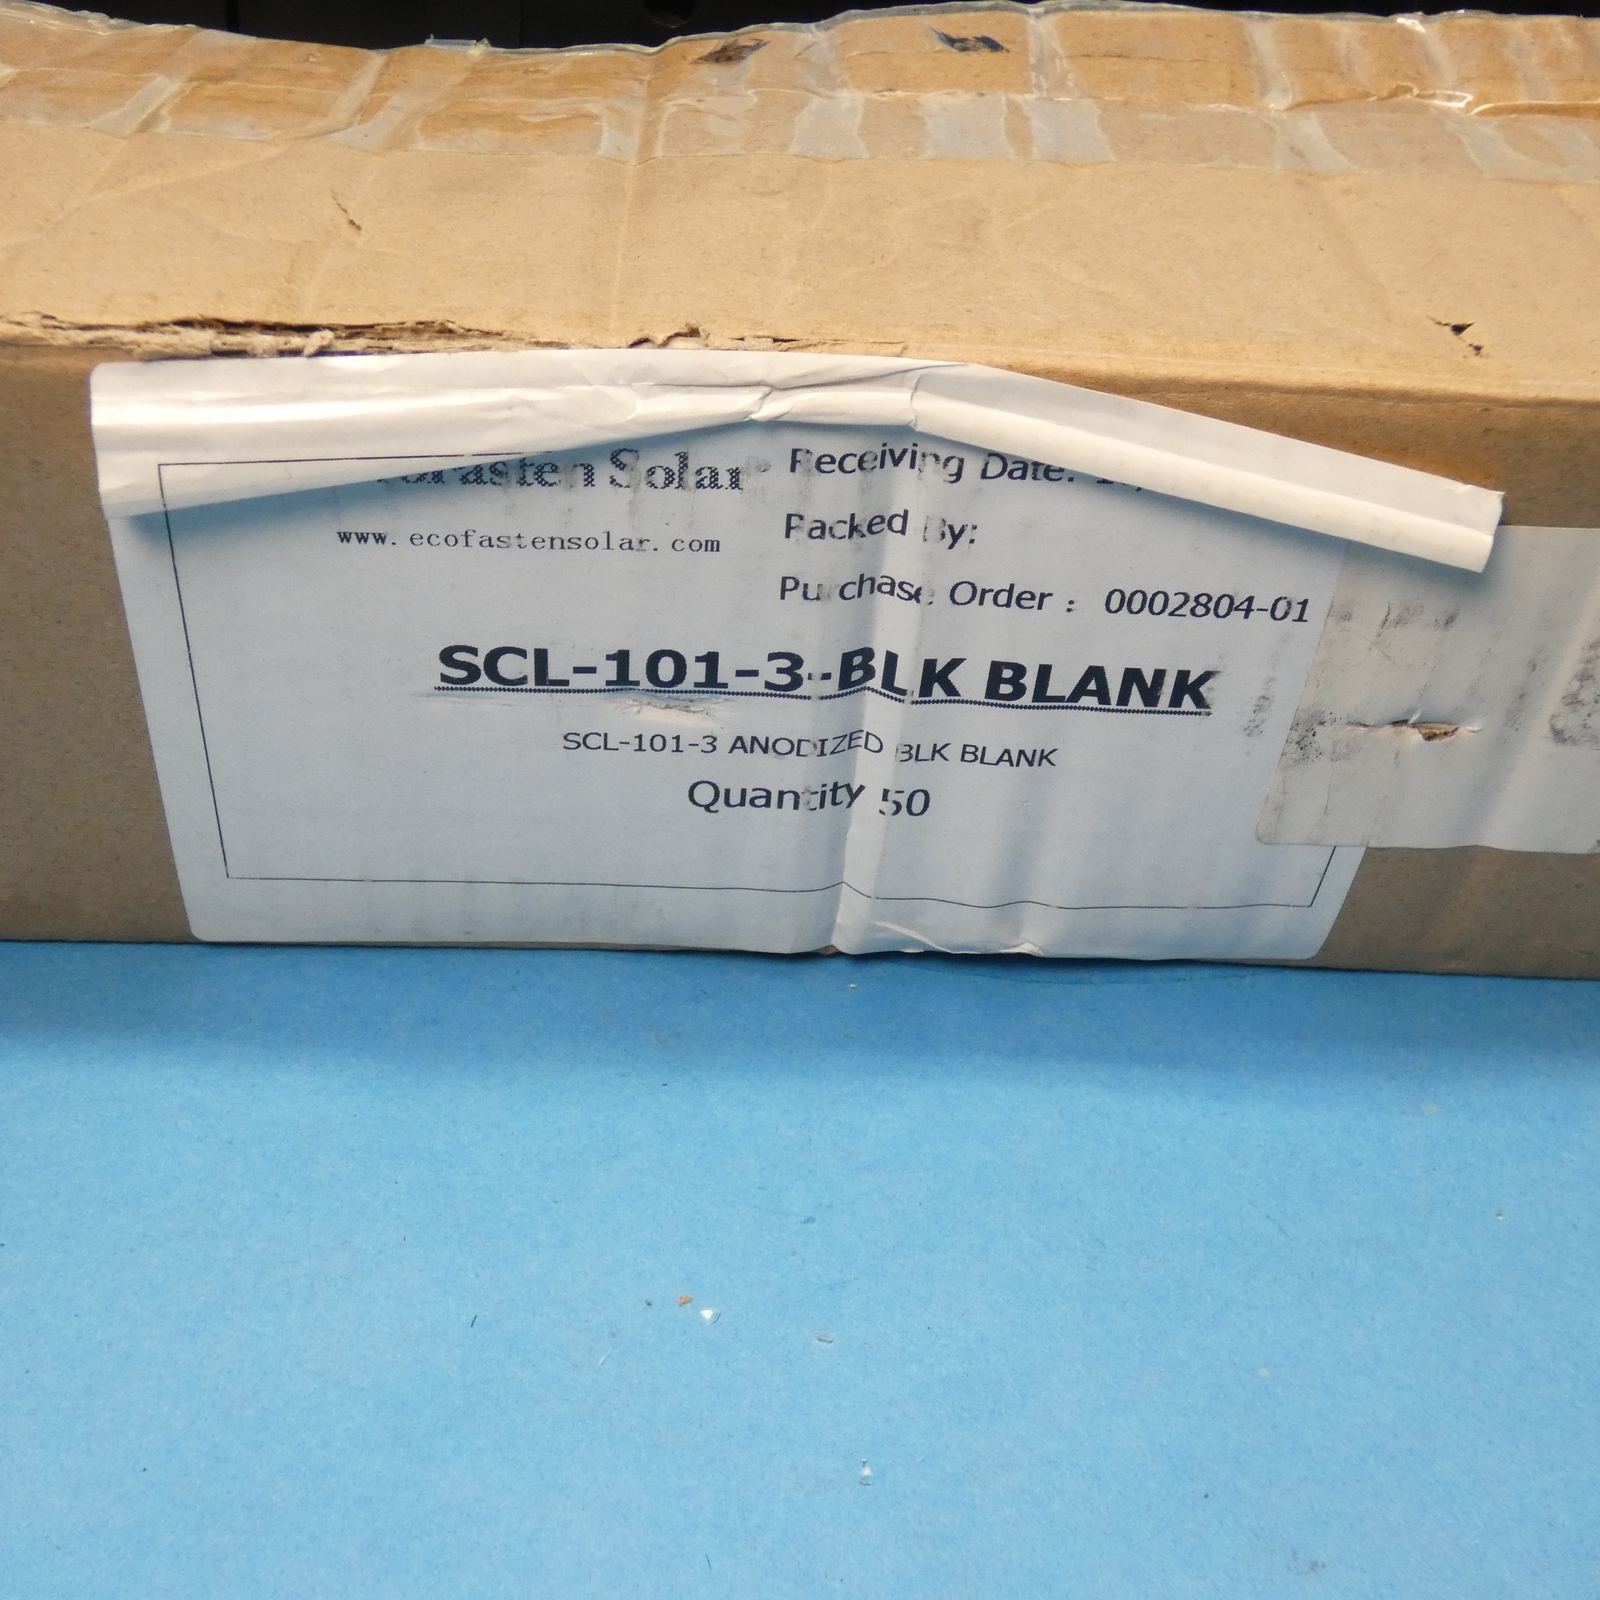 Solar
Receiving Date:
www.ecofastensolar.com
Packed By:
Purchase Order : 0002804-01
SCL-101-3-BLK BLANK
SCL-101-3 ANODIZED BLK BLANK
Quantity 50